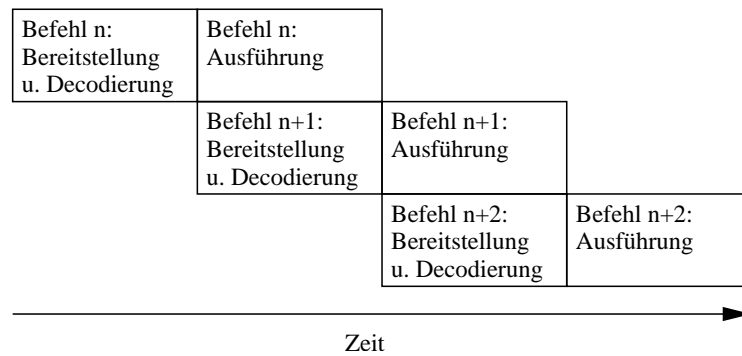 Befehl n:
Bereitstellung
u. Decodierung
Befehl n:
Ausführung
Befehl n+1:
Bereitstellung
u. Decodierung
Befehl n+1:
Ausführung
Befehl n+2:
Bereitstellung
u. Decodierung
Befehl n+2:
Ausführung
Zeit